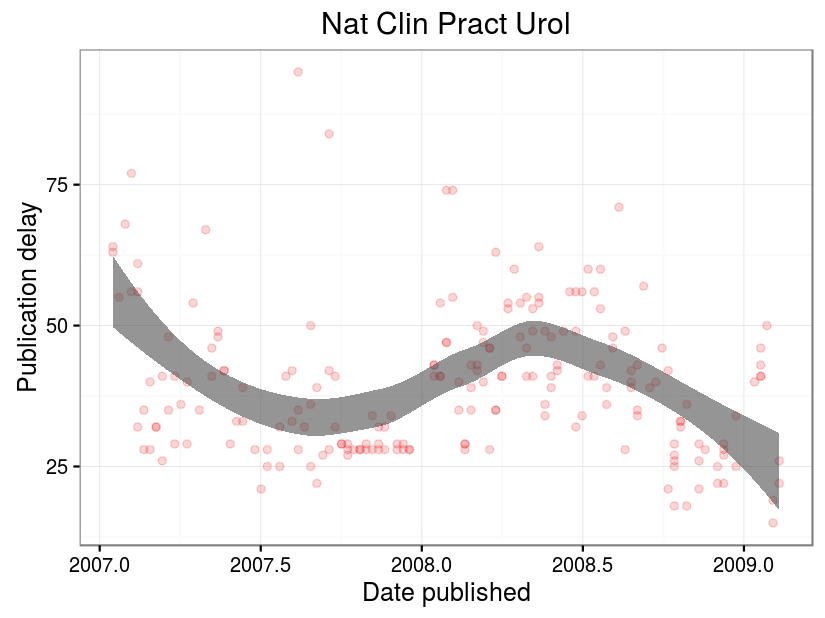 Nat Clin Pract Urol
Publication delay
75
50
25
2007.0 2007.5 2008.0 2008.5 2009.0
Date published